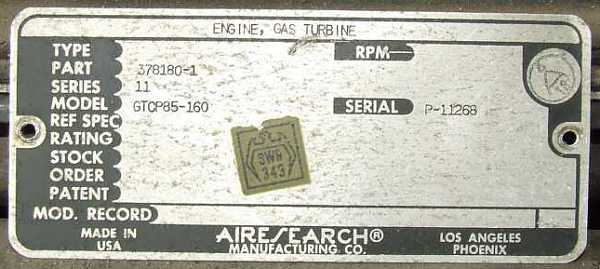 ENGINE, GAS TURBINE
TYPE RPM
PART 378180-1
SERIES 11
MODEL GTCP85-160 SERIAL P-11268
REF SPEC
RATING
STOCK
ORDER
PATENT
SWR
343
MOD. RECORD
MADE IN
USA
AIRESEARCH®
MANUFACTURING CO.
LOS ANGELES
PHOENIX